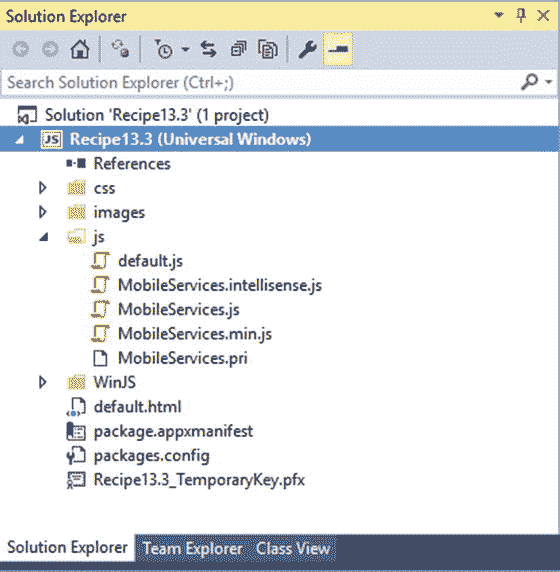 Solution Explorer
Search Solution Explorer (Ctrl+;)
Solution 'Recipe13.3' (1 project)
JS Recipe13.3 (Universal Windows)
References
css
images
js
default.js
MobileServices.intellisense.js
MobileServices.js
MobileServices.min.js
MobileServices.pri
WinJS
default.html
package.appxmanifest
packages.config
Recipe13.3_TemporaryKey.pfx
Solution Explorer Team Explorer Class View